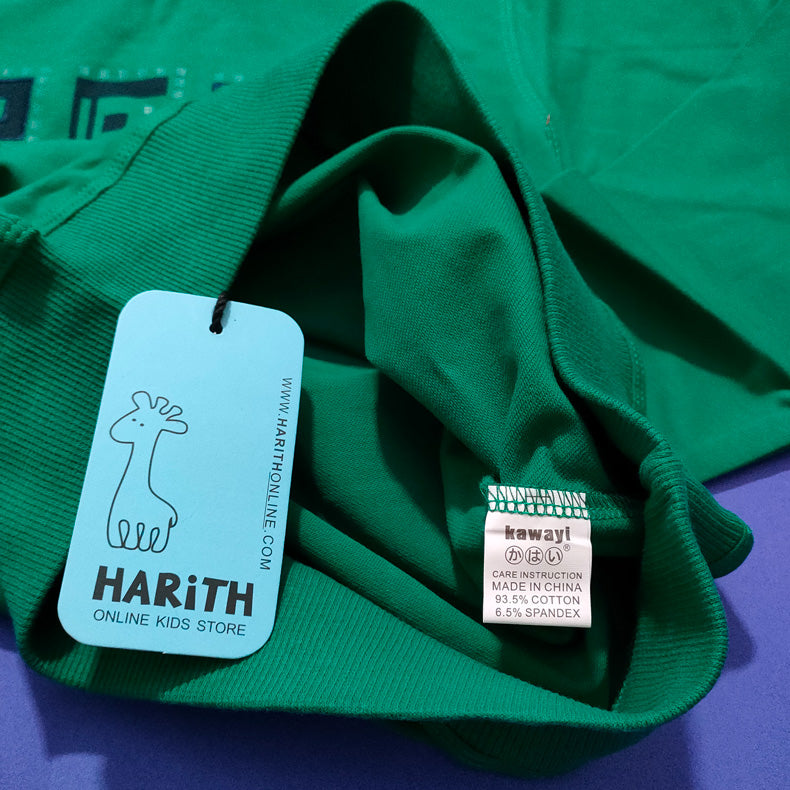 WWW.HARITHONLINE.COM
HARiTH
ONLINE KIDS STORE
kawayi
かはい®
CARE INSTRUCTION
MADE IN CHINA
93.5% COTTON
6.5% SPANDEX